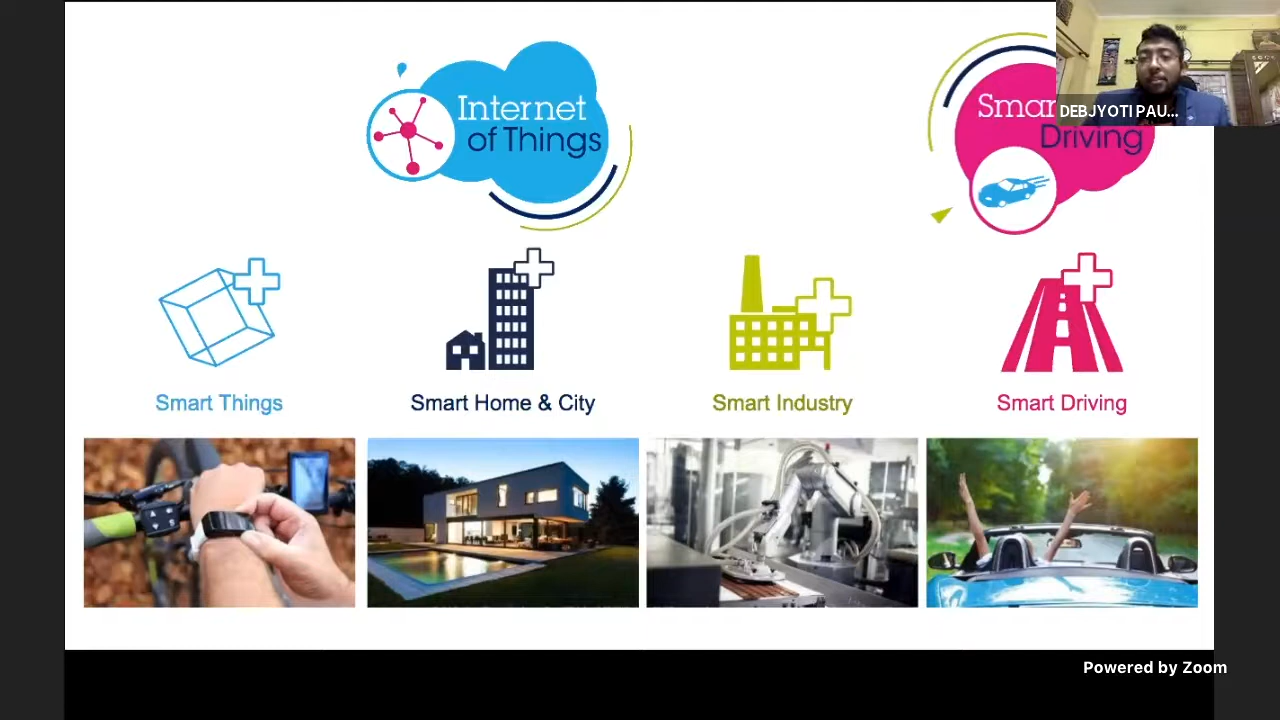 Internet
of Things
Smar
Driving
DEBJYOTI PAU...
Smart Things
Smart Home & City
Smart Industry
Smart Driving
Powered by Zoom